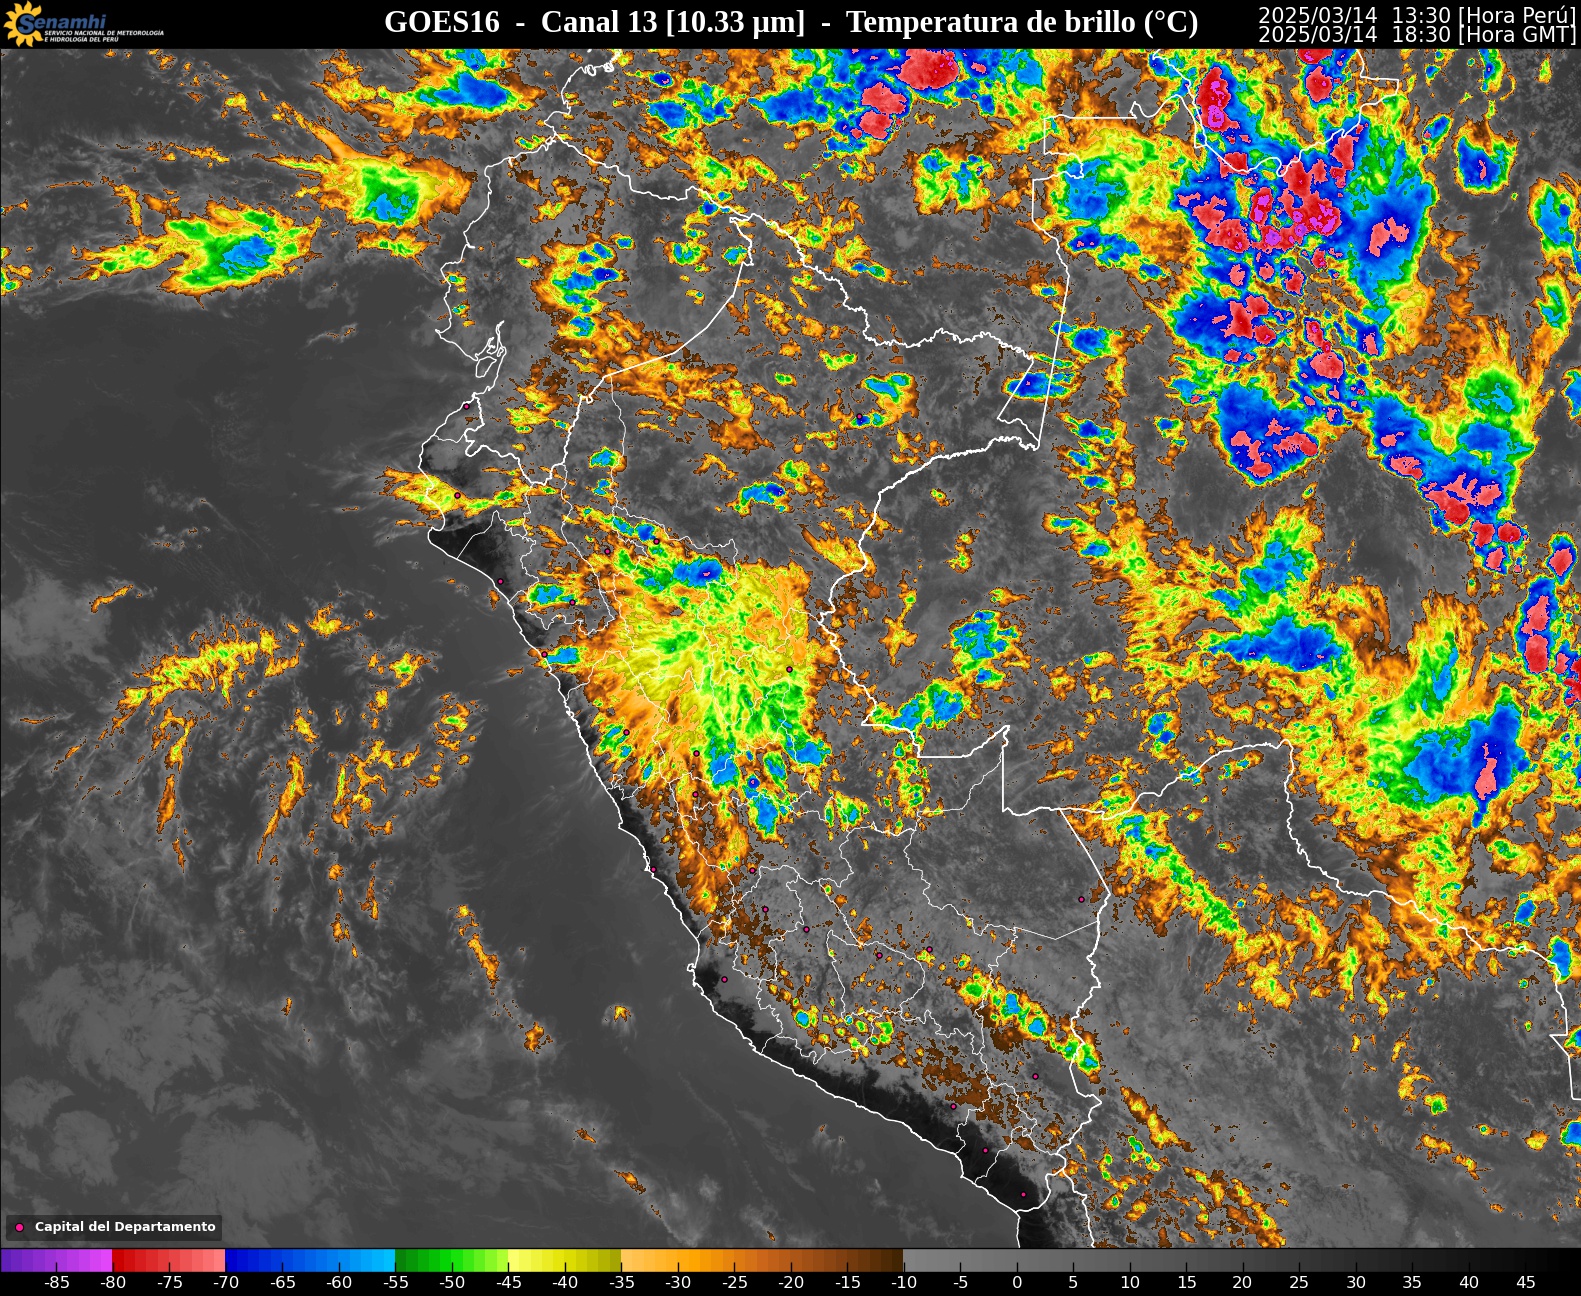 Senamhi
SERVICIO NACIONAL DE METEOROLOGÍA
E HIDROLOGÍA DEL PERÚ
GOES16 - Canal 13 [10.33 µm] - Temperatura de brillo (°C)
2025/03/14 13:30 [Hora Perú]
2025/03/14 18:30 [Hora GMT]
Capital del Departamento
-85 -80 -75 -70 -65 -60 -55 -50 -45 -40 -35 -30 -25 -20 -15 -10 -5 0 5 10 15 20 25 30 35 40 45